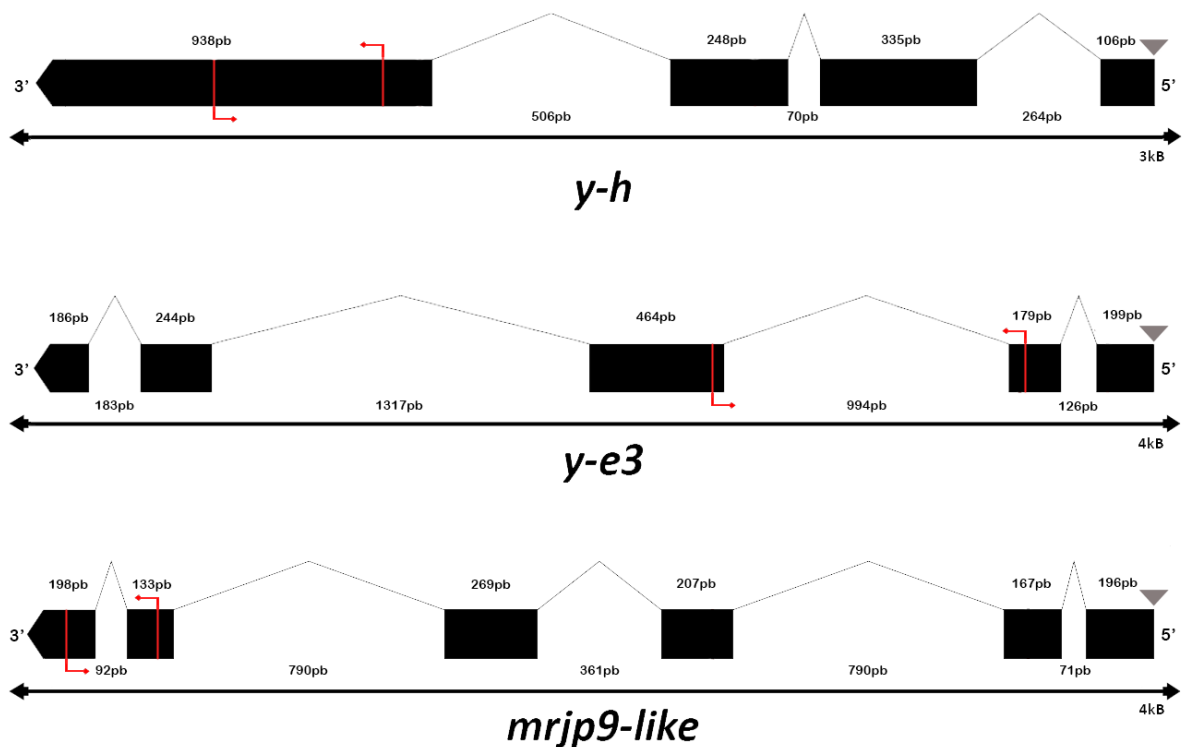 938pb 248pb 335pb 106pb
3’ 5’
506pb 70pb 264pb
3kB
y-h
186pb 244pb 464pb 179pb 199pb
3’ 5’
183pb 1317pb 994pb 126pb
4kB
y-e3
198pb 133pb 269pb 207pb 167pb 196pb
3’ 5’
92pb 790pb 361pb 790pb 71pb
4kB
mrjp9-like